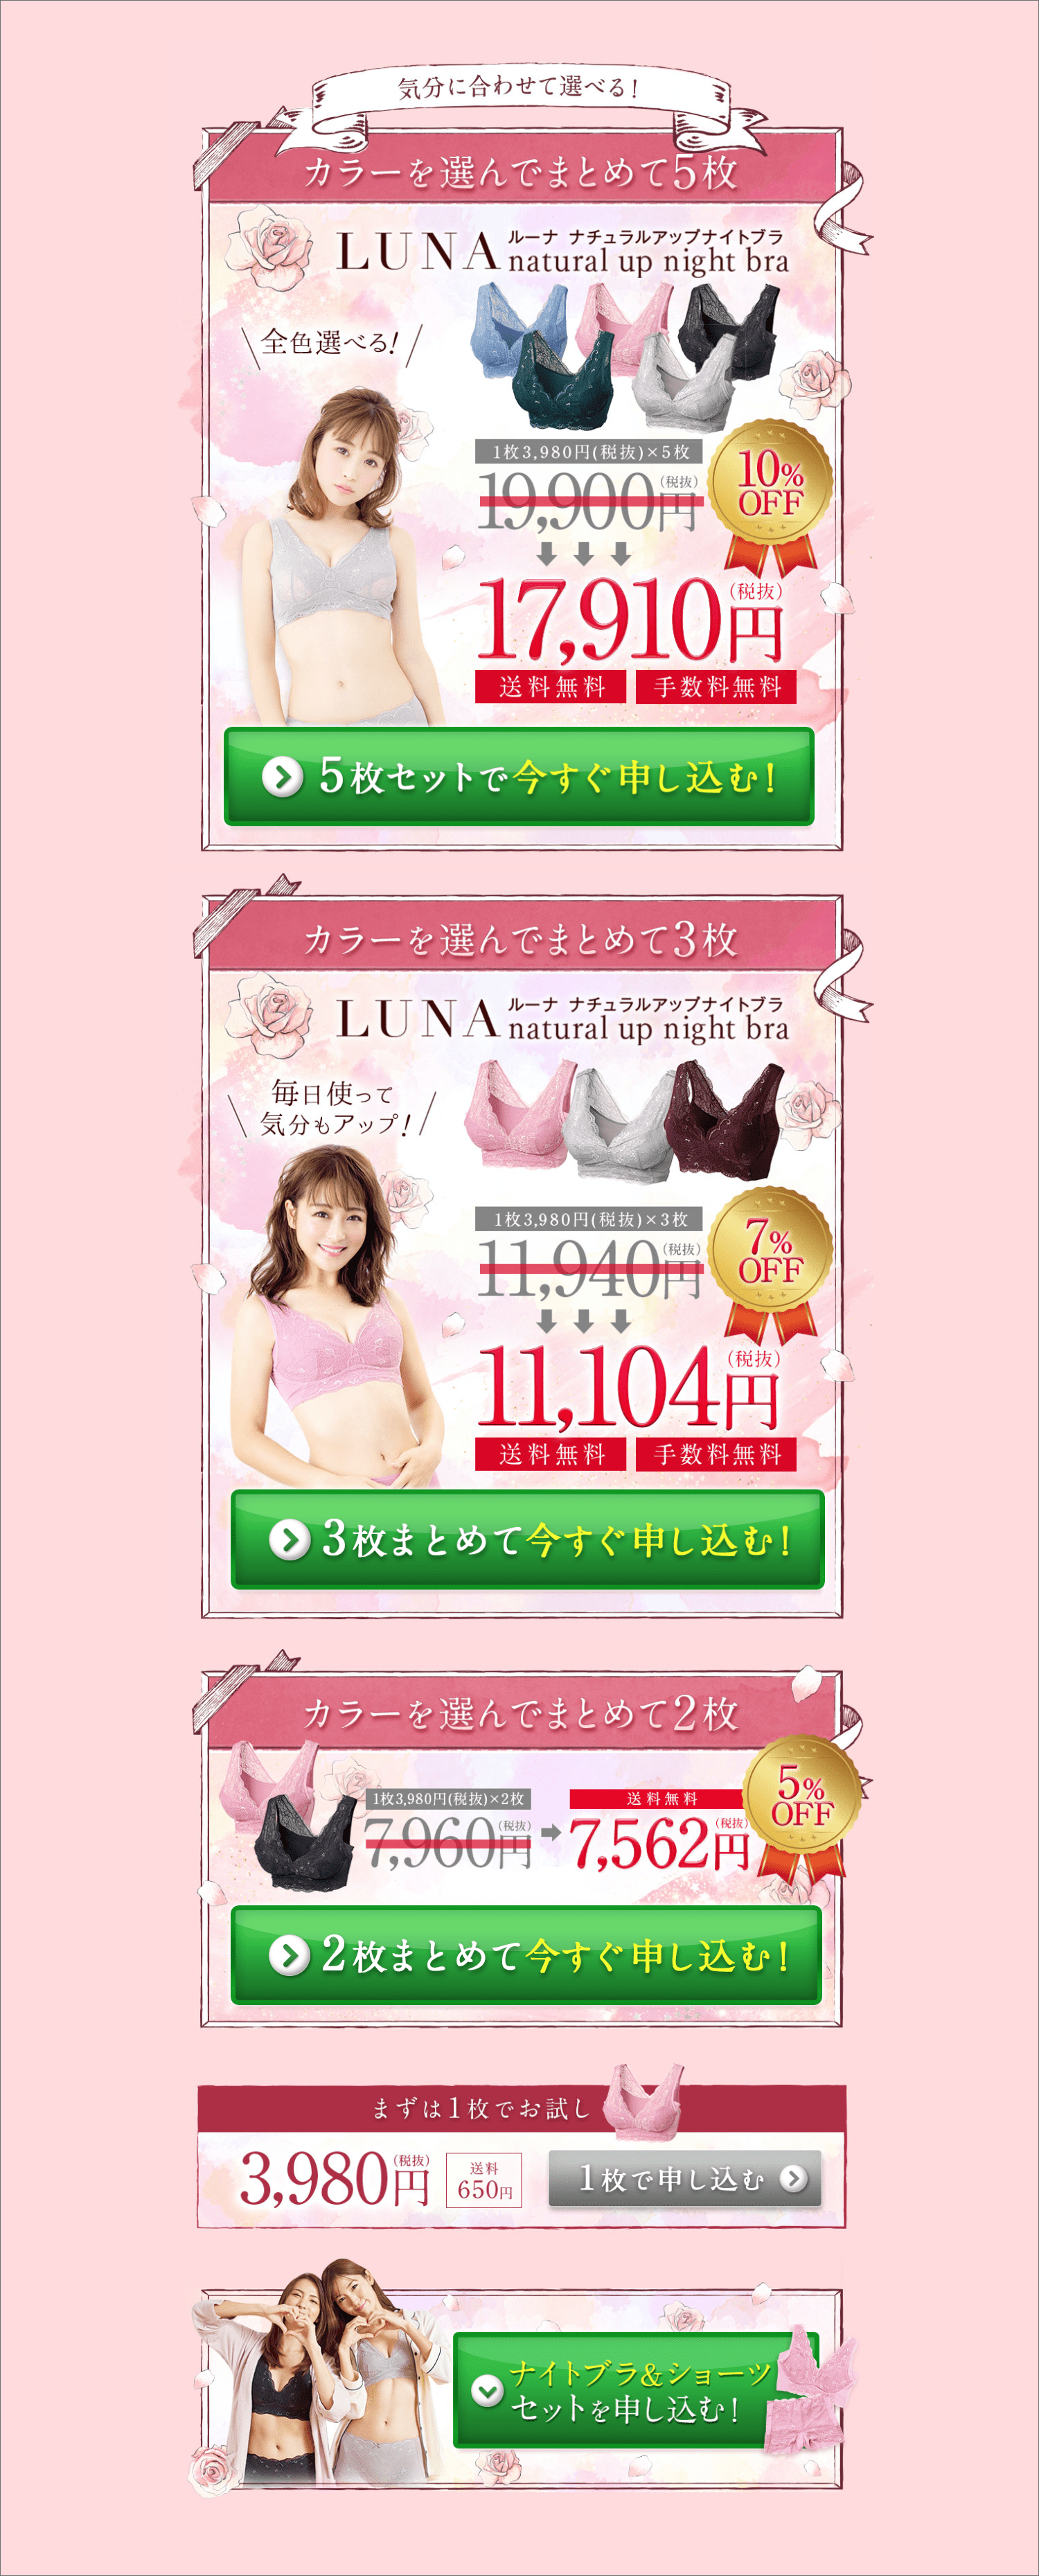 気分に合わせて選べる!
カラーを選んでまとめて5枚
LUNA ルーナ ナチュラルアップナイトブラ
natural up night bra
全色選べる!
1枚3,980円(税抜)×5枚
19,900円(税抜)
10%
OFF
17,910円(税抜)
送料無料 手数料無料
5枚セットで今すぐ申し込む!
カラーを選んでまとめて3枚
LUNA ルーナ ナチュラルアップナイトブラ
natural up night bra
毎日使って
気分もアップ!
1枚3,980円(税抜)×3枚
11,940円(税抜)
7%
OFF
11,104円(税抜)
送料無料 手数料無料
3枚まとめて今すぐ申し込む!
カラーを選んでまとめて2枚
1枚3,980円(税抜)×2枚
7,960円(税抜)
送料無料
7,562円(税抜)
5%
OFF
2枚まとめて今すぐ申し込む!
まずは1枚でお試し
3,980円(税抜)
送料
650円
1枚で申し込む
ナイトブラ&ショーツ
セットを申し込む!